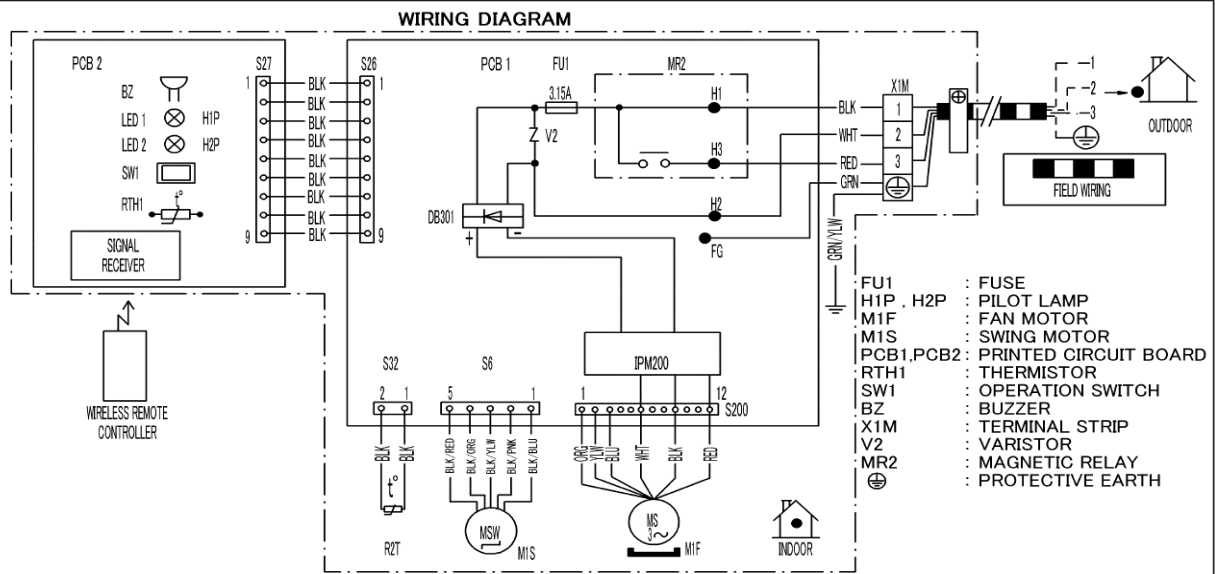 WIRING DIAGRAM
PCB 2
S27
S26
PCB 1
FU1
MR2
3.15A
V2
H1
H3
H2
FG
BZ
LED 1
H1P
LED 2
H2P
SW1
RTH1
t°
SIGNAL
RECEIVER
1
9
BLK
BLK
BLK
BLK
BLK
BLK
BLK
BLK
BLK
1
9
DB301
+
-
BLK
WHT
RED
GRN
GRN/YLW
X1M
1
2
3
1
2
3
OUTDOOR
FIELD WIRING
WIRELESS REMOTE
CONTROLLER
S32
2 1
BLK
BLK
t°
R2T
S6
5
1
BLK/RED
BLK/ORG
BLK/YLW
BLK/PNK
BLK/BLU
MSW
M1S
IPM200
1
12
S200
ORG
YLW
BLU
WHT
BLK
RED
MS
3~
M1F
INDOOR
FU1 : FUSE
H1P , H2P : PILOT LAMP
M1F : FAN MOTOR
M1S : SWING MOTOR
PCB1,PCB2 : PRINTED CIRCUIT BOARD
RTH1 : THERMISTOR
SW1 : OPERATION SWITCH
BZ : BUZZER
X1M : TERMINAL STRIP
V2 : VARISTOR
MR2 : MAGNETIC RELAY
: PROTECTIVE EARTH